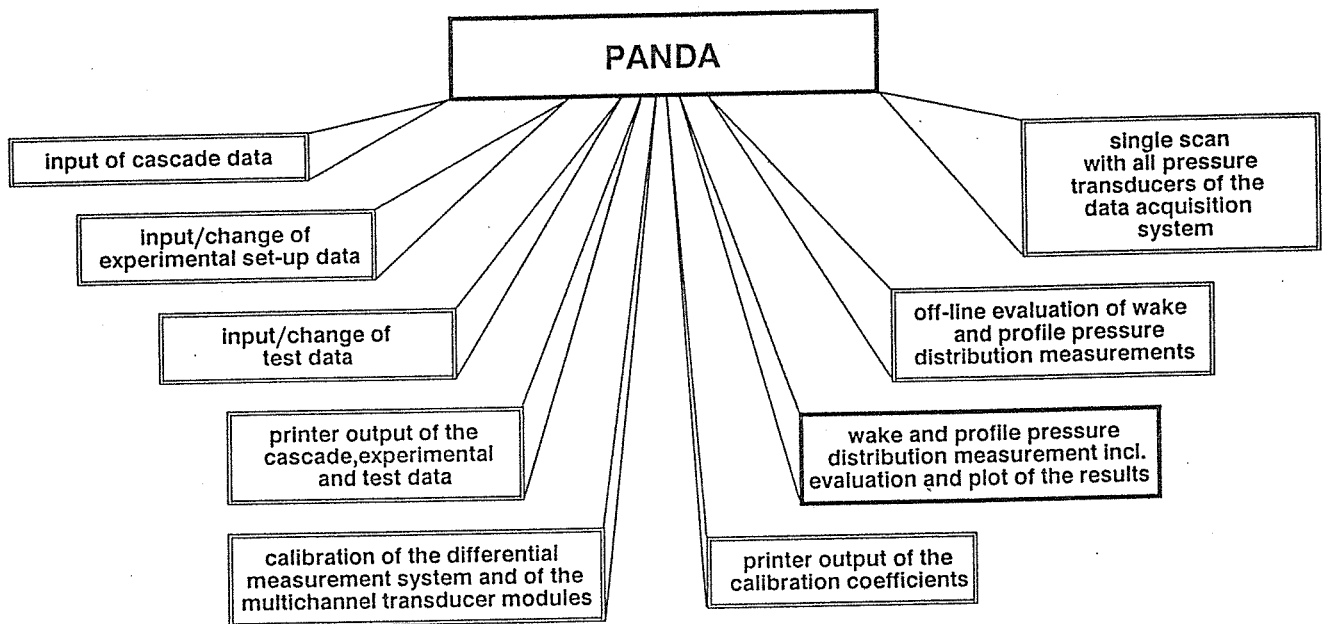 PANDA
input of cascade data
input/change of
experimental set-up data
input/change of
test data
printer output of the
cascade,experimental
and test data
calibration of the differential
measurement system and of the
multichannel transducer modules
printer output of the
calibration coefficients
wake and profile pressure
distribution measurement incl.
evaluation and plot of the results
off-line evaluation of wake
and profile pressure
distribution measurements
single scan
with all pressure
transducers of the
data acquisition
system